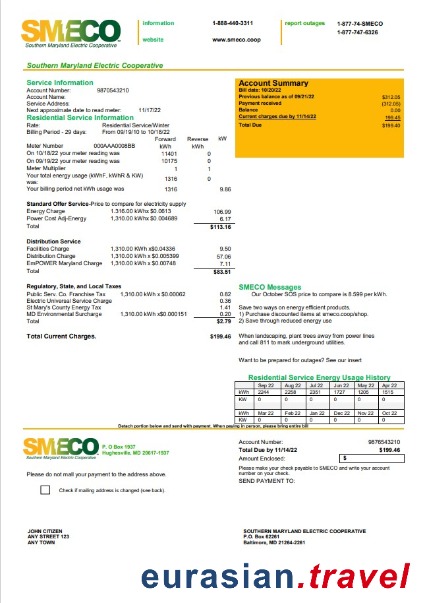 SMECO
Southern Maryland Electric Cooperative
information 1-888-440-3311 report outages 1-877-74-SMECO
1-877-747-6326
website www.smeco.coop
Southern Maryland Electric Cooperative
Service Information
Account Number: 9870543210
Account Name:
Service Address:
Next approximate date to read meter: 11/17/22
Residential Service Information
Rate: Residential Service/Winter
Billing Period - 29 days: From 09/19/10 to 10/18/22
Forward Reverse kW
Meter Number 000AAA0008BB kWh kWh
On 10/18/22 your meter reading was: 11401 0
On 09/19/22 your meter reading was: 10175 0
Meter Multiplier 1 1
Your total energy usage (kWhF, kWhR & KW) 1316 0
was:
Your billing period net kWh usage was 1316 9.86
Standard Offer Service-Price to compare for electricity supply
Energy Charge 1,316.00 kWh x$0.0813 106.99
Power Cost Adj-Energy 1,316.00 kWhx $0.004689 6.17
Total $113.16
Distribution Service
Facilities Charge 1,310.00 KWH x$0.04336 9.50
Distribution Charge 1,310.00 KWH x$0.005399 57.06
EmPOWER Maryland Charge 1,310.00 KWH x $0.00748 7.11
Total $83.51
Regulatory, State, and Local Taxes
Public Serv. Co. Franchise Tax 1,310.00 kWh x $0.00062 0.82
Electric Universal Service Charge 0.36
St Mary's County Energy Tax 1.41
MD Environmental Surcharge 1,310.00 kWh x$0.000151 0.20
Total $2.79
Total Current Charges. $199.46
Account Summary
Bill date: 10/20/22
Previous balance as of 09/21/22 $312.05
Payment received (312.05)
Balance 0.00
Current charges due by 11/14/22 199.46
Total Due $199.40
SMECO Messages
Our October SOS price to compare is 8.599 per kWh.
Save two ways on energy efficient products.
1) Purchase discounted items at smeco.coop/shop.
2) Save through reduced energy use
When landscaping, plant trees away from power lines
and call 811 to mark underground utilities.
Want to be prepared for outages? See our insert
Residential Service Energy Usage History
Sep 22 Aug 22 Jul 22 Jun 22 May 22 Apr 22
kWh 2244 2258 2351 1727 1205 1515
KW 0 0 0 0 0 0
Mar 22 Feb 22 Jan 22 Dec 22 Nov 22 Oct 22
kWh 0 0 0 0 0 0
KW
Detach portion below and send with payment. When paying in person, please bring entire bill
SMECO
Southern Maryland Electric Cooperative
P. O Box 1937
Hughesville, MD 20617-1937
Please do not mall your payment to the address above.
Check if mailing address is changed (see back)
Account Number: 9876543210
Total Due by 11/14/22 $199.46
Amount Enclosed: $
Please make your check payable to SMECO and write your account
number on your check.
SEND PAYMENT TO:
JOHN CITIZEN
ANY STREET 123
ANY TOWN
SOUTHERN MARYLAND ELECTRIC COOPERATIVE
P.O. Box 62261
Baltimore, MD 21264-2261
eurasian.travel